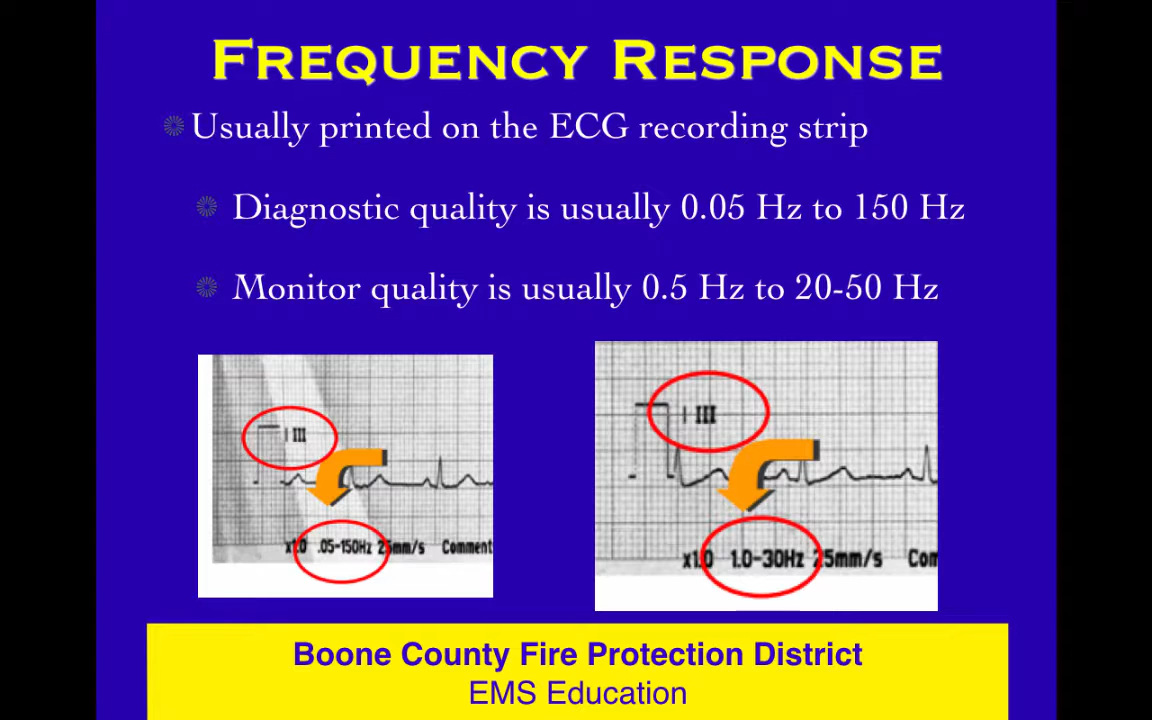 FREQUENCY RESPONSE
Usually printed on the ECG recording strip
Diagnostic quality is usually 0.05 Hz to 150 Hz
Monitor quality is usually 0.5 Hz to 20-50 Hz
III
x1.0 .05-150Hz 25mm/s Comment
III
x1.0 1.0-30Hz 25mm/s Com
Boone County Fire Protection District
EMS Education